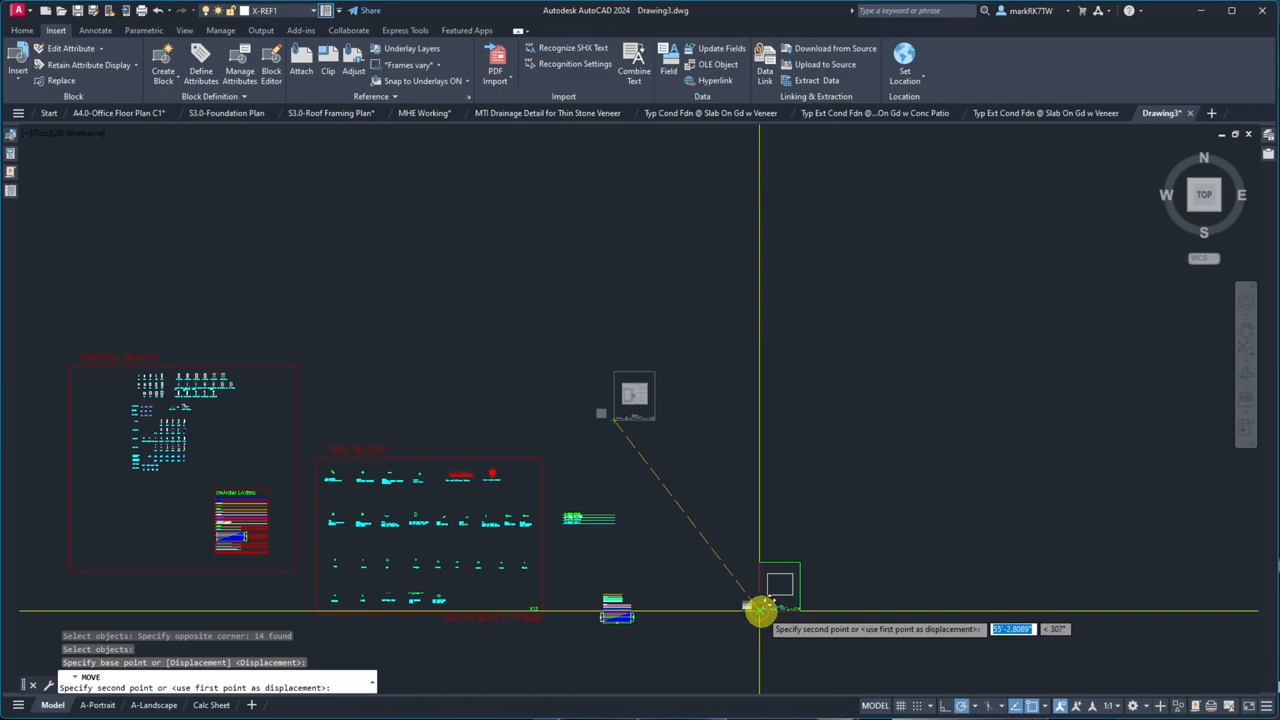 X-REF1
Share
Autodesk AutoCAD 2024 Drawing3.dwg
Type a keyword or phrase
markRK7TW
Home Insert Annotate Parametric View Manage Output Add-ins Collaborate Express Tools Featured Apps
Insert
Edit Attribute
Retain Attribute Display
Replace
Create Block
Define Attributes
Manage Attributes
Block Editor
Attach
Clip
Adjust
Underlay Layers
*Frames vary*
Snap to Underlays ON
PDF Import
Recognize SHX Text
Recognition Settings
Combine Text
Field
Update Fields
OLE Object
Hyperlink
Data Link
Download from Source
Upload to Source
Extract Data
Set Location
Block
Block Definition
Reference
Import
Data
Linking & Extraction
Location
Start A4.0-Office Floor Plan C1* S3.0-Foundation Plan S3.0-Roof Framing Plan* MHE Working* MTI Drainage Detail for Thin Stone Veneer Typ Cond Fdn @ Slab On Gd w Veneer Typ Ext Cond Fdn @ Slab On Gd w...Conc Patio Typ Ext Cond Fdn @ Slab On Gd w Veneer Drawing3*
[−][Top][2D Wireframe]
N
W TOP E
S
WCS
DRAWING LAYERS
Specify second point or <use first point as displacement>: 55'-2.8089" < 307°
Select objects: Specify opposite corner: 14 found
Select objects:
Specify base point or [Displacement] <Displacement>:
MOVE
Specify second point or <use first point as displacement>:
Model A-Portrait A-Landscape Calc Sheet
MODEL
1:1